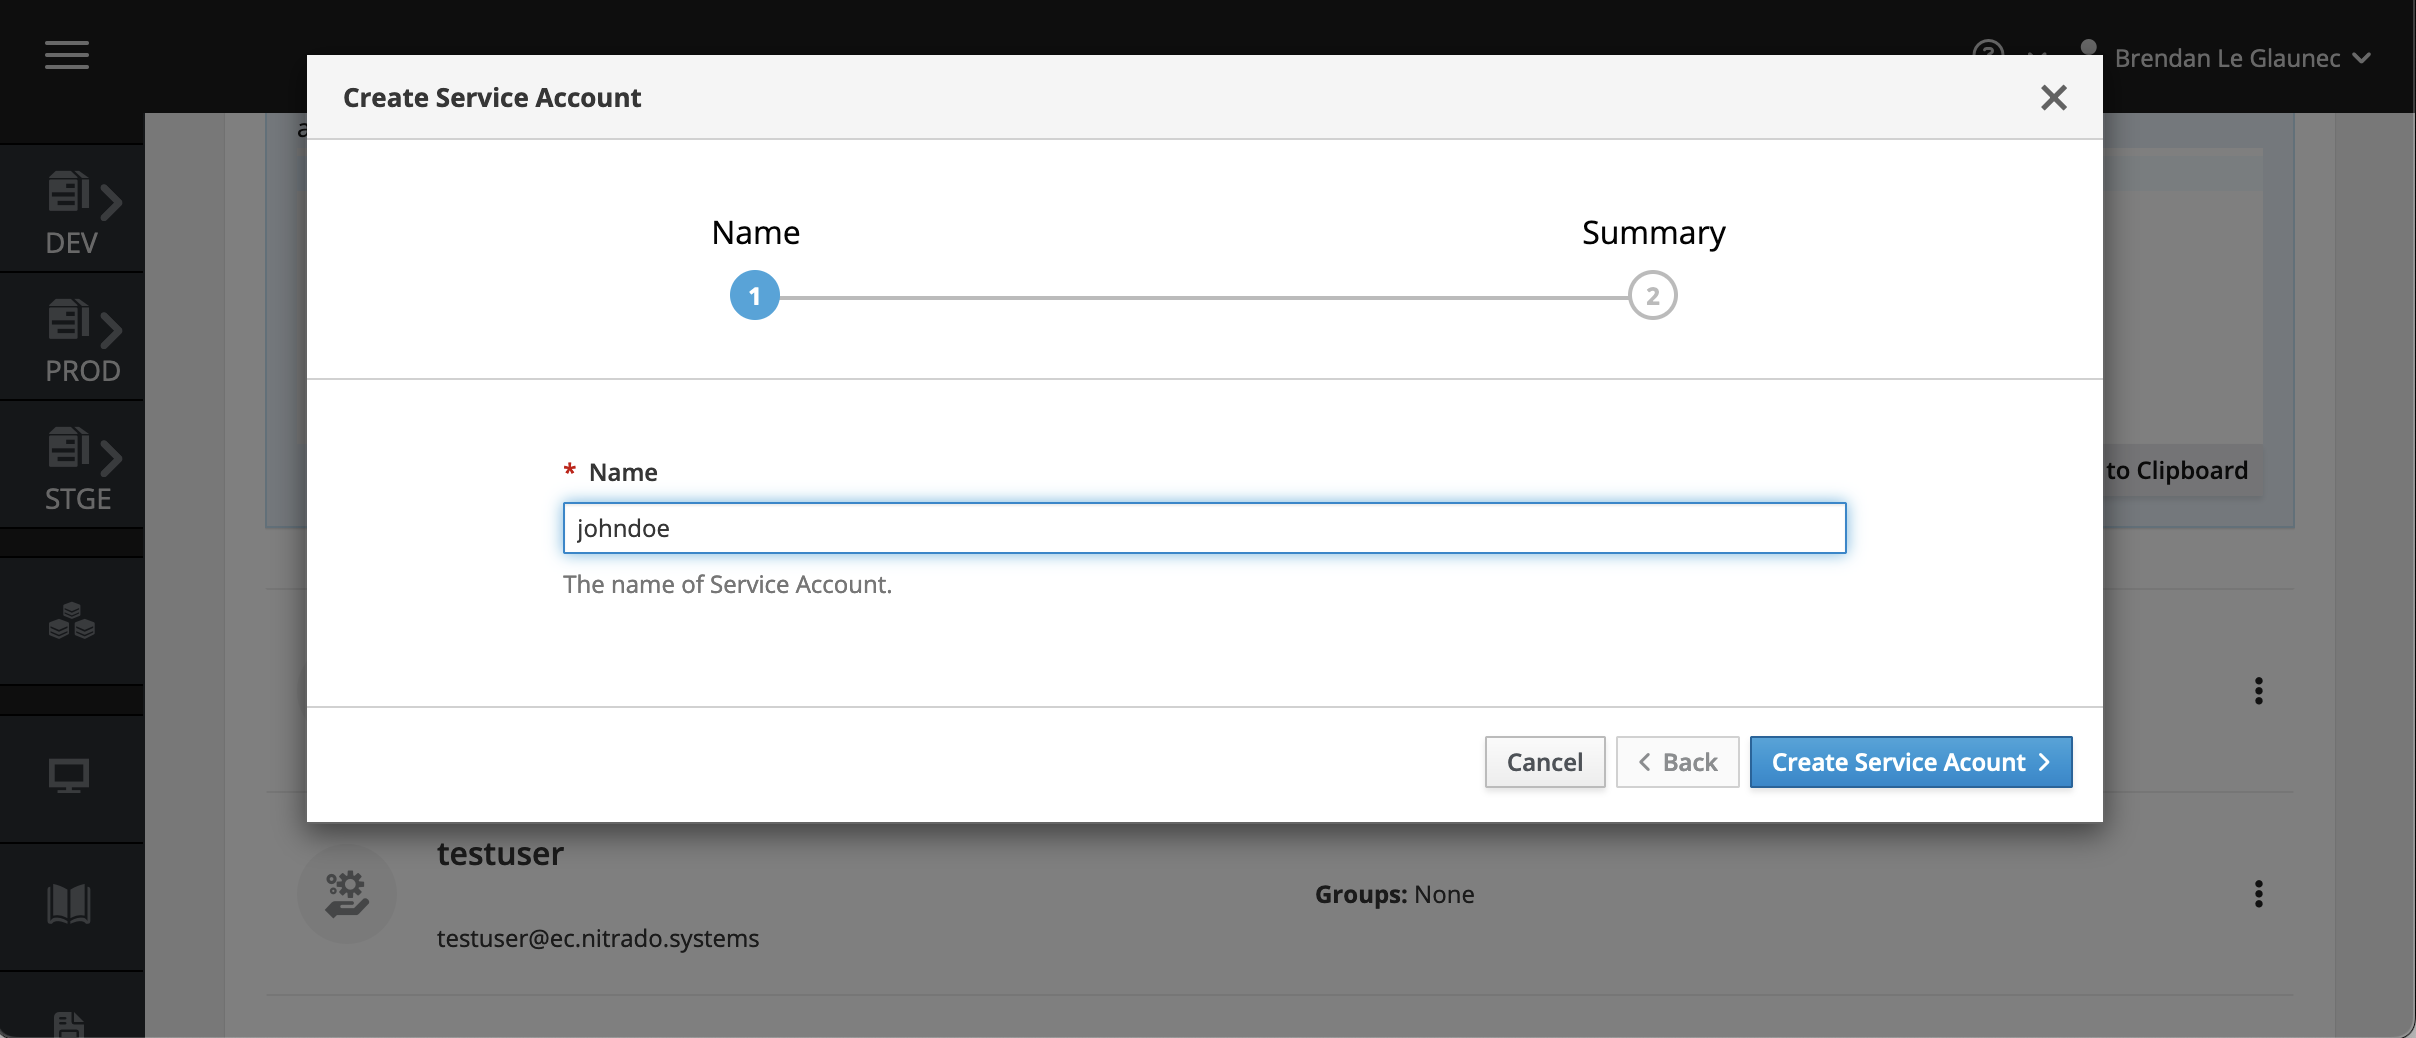 Brendan Le Glaunec
Create Service Account
DEV
PROD
STGE
Name
Summary
1
2
* Name
johndoe
The name of Service Account.
to Clipboard
Cancel
Back
Create Service Acount
testuser
Groups: None
testuser@ec.nitrado.systems